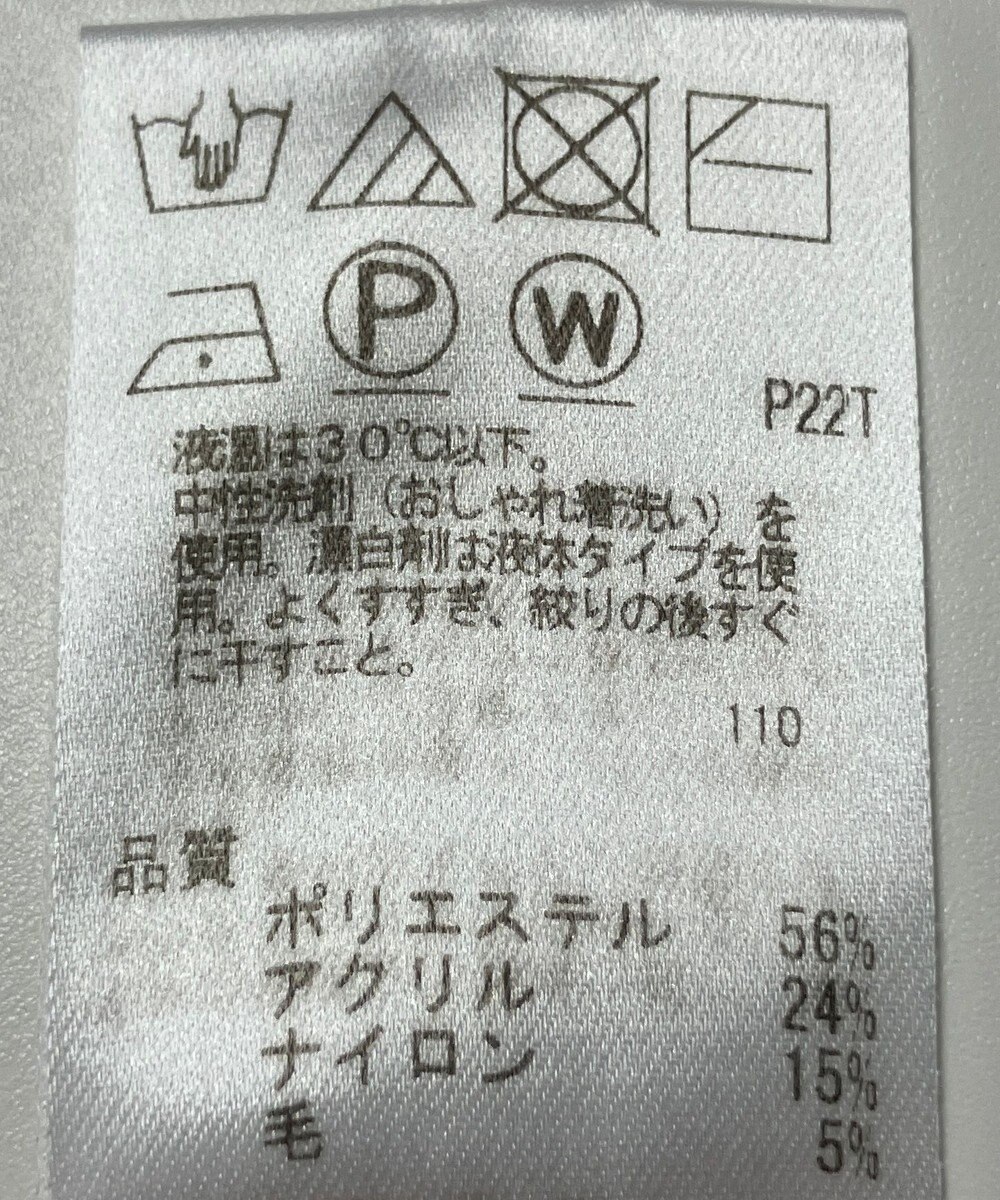 P W
P22T
液温は30℃以下。
中性洗剤（おしゃれ着洗い）を
使用。漂白剤は液体タイプを使
用。よくすすぎ、絞りの後すぐ
に干すこと。
110
品質
ポリエステル 56%
アクリル 24%
ナイロン 15%
毛 5%